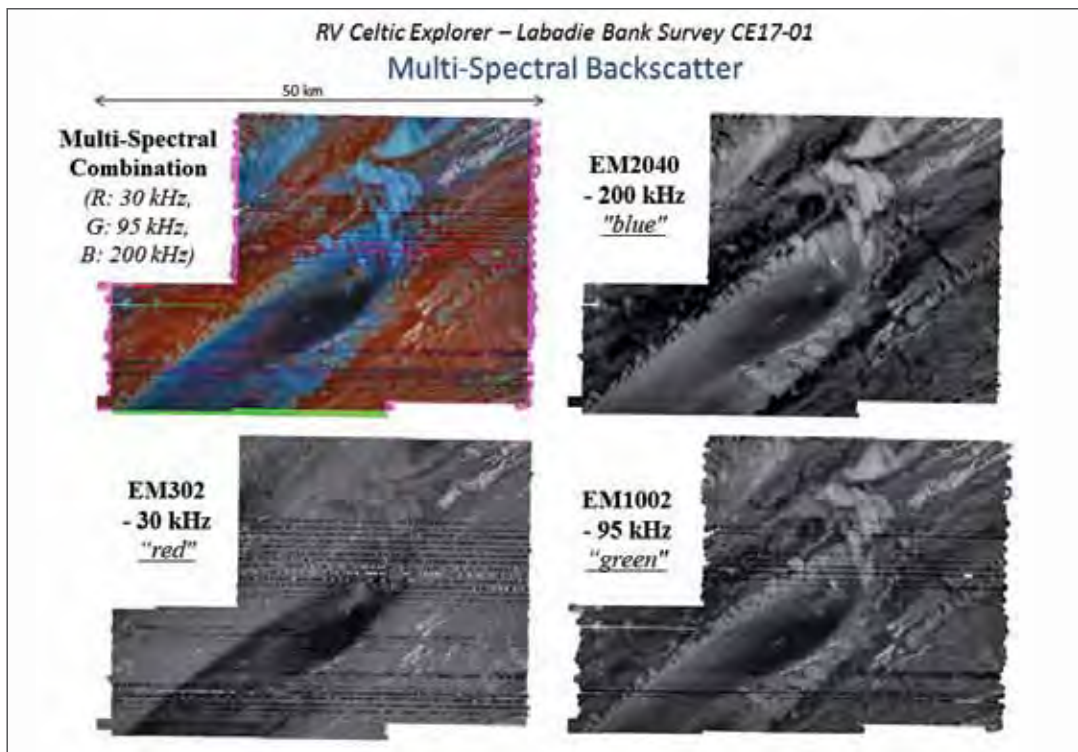 RV Celtic Explorer – Labadie Bank Survey CE17-01
Multi-Spectral Backscatter
50 km
Multi-Spectral
Combination
(R: 30 kHz,
G: 95 kHz,
B: 200 kHz)
EM2040
- 200 kHz
"blue"
EM302
- 30 kHz
"red"
EM1002
- 95 kHz
"green"